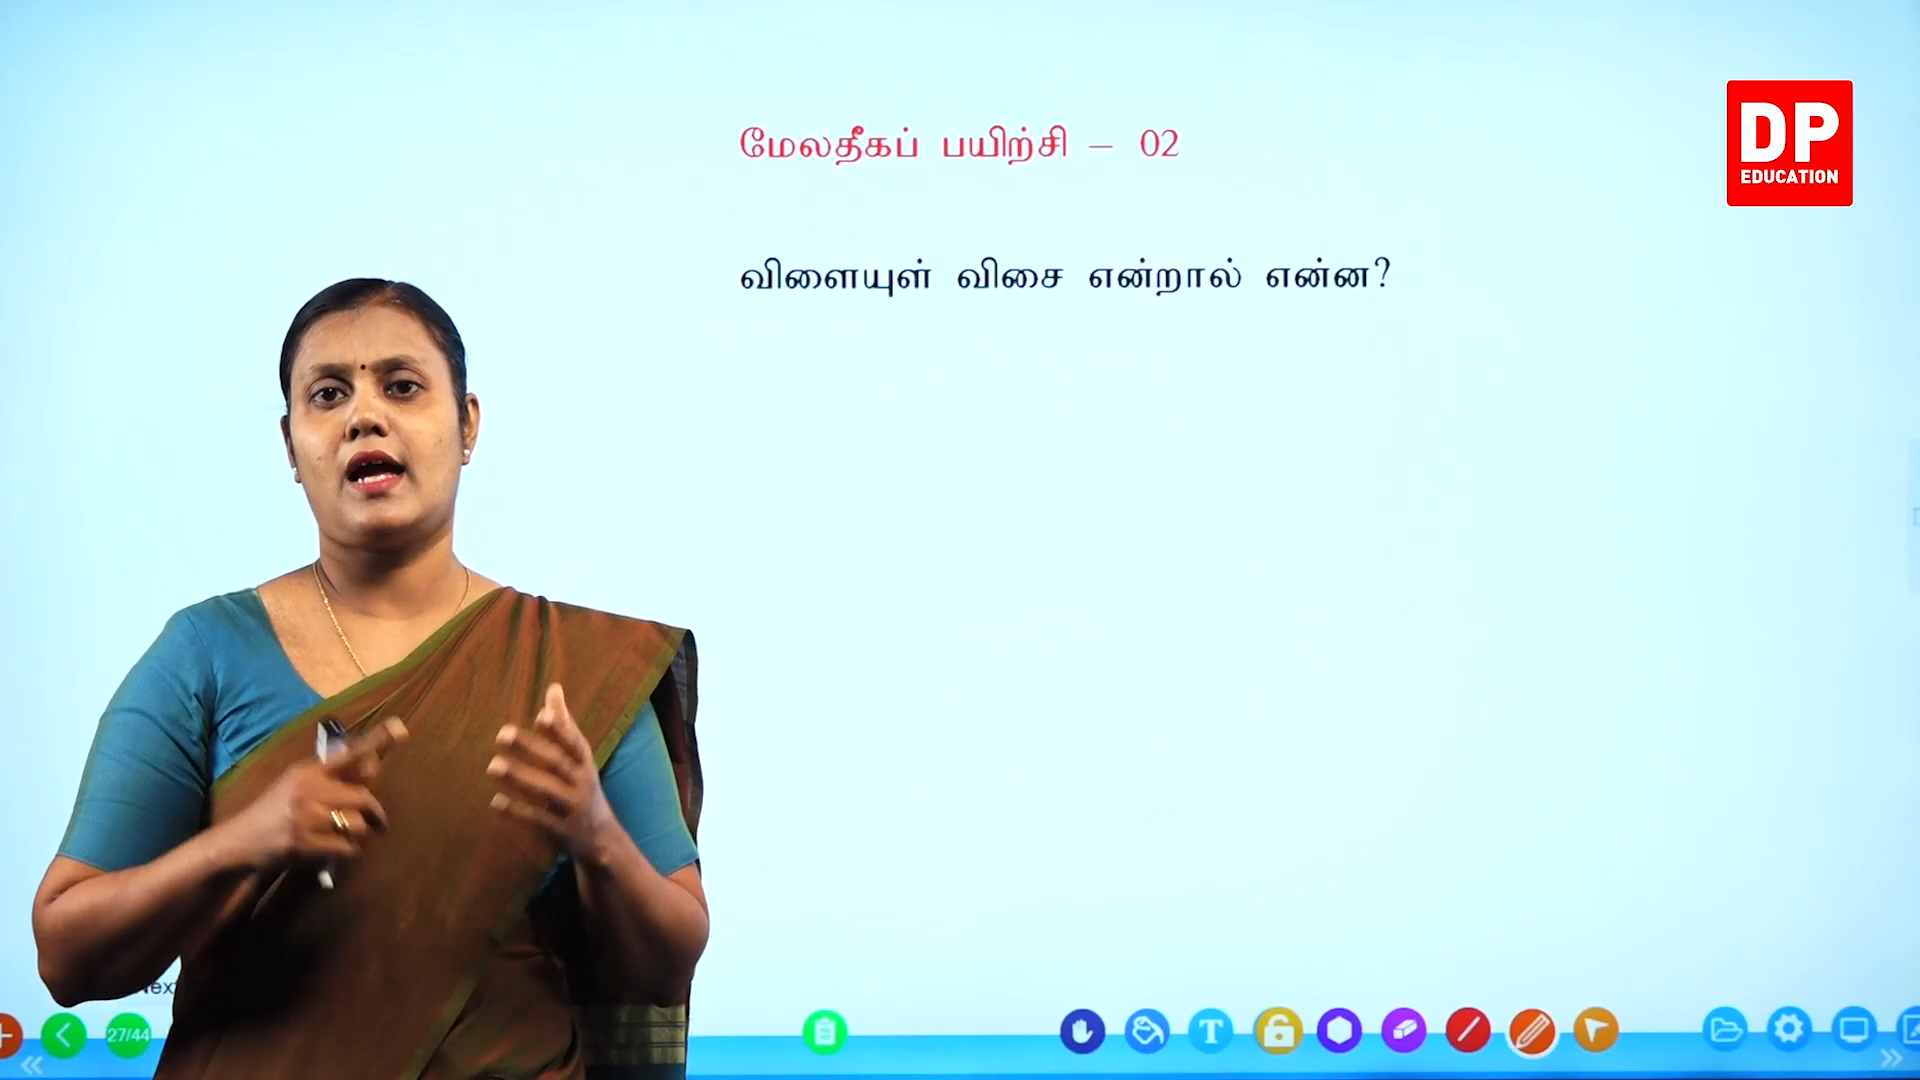 மேலதீகப் பயிற்சி – 02
DP
EDUCATION
விளையுள் விசை என்றால் என்ன?
27/44
T